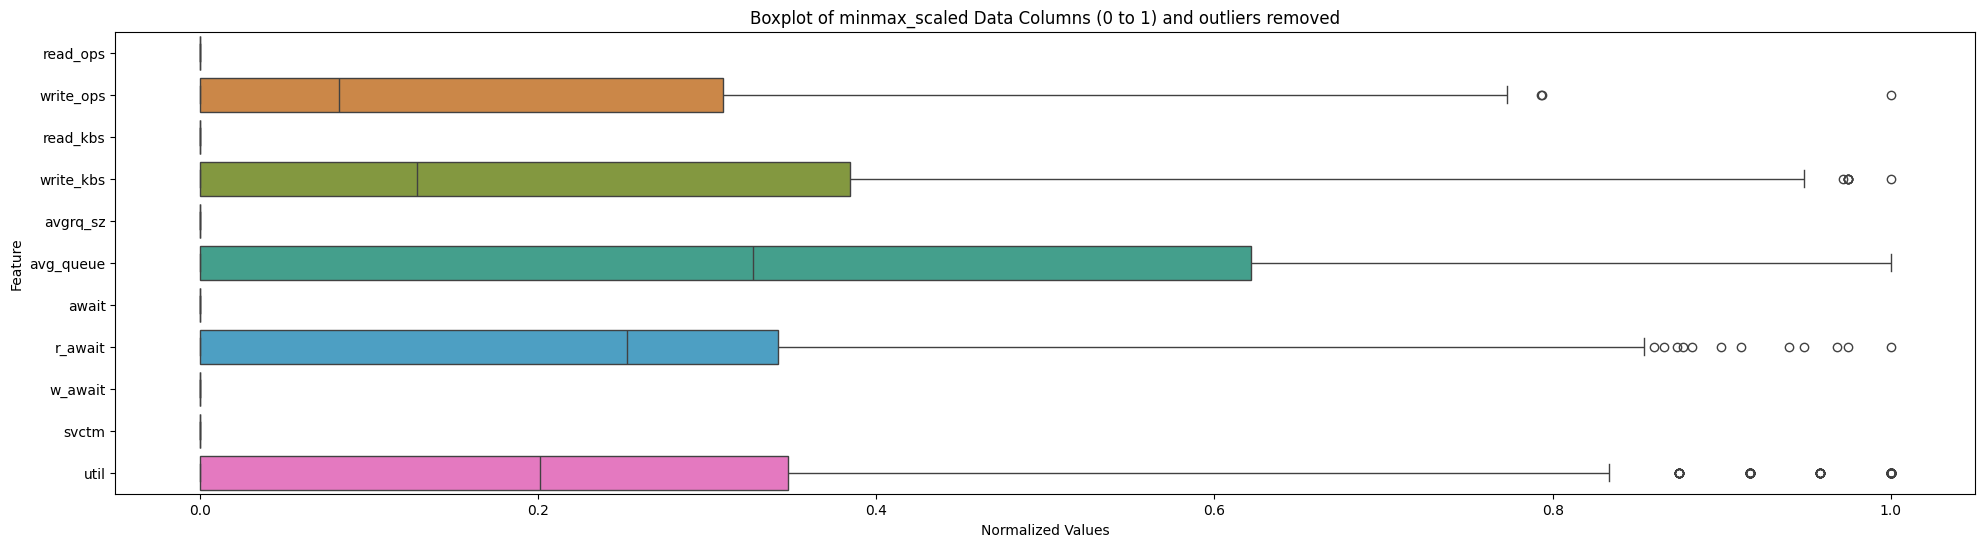 Boxplot of minmax_scaled Data Columns (0 to 1) and outliers removed
Feature
read_ops
write_ops
read_kbs
write_kbs
avgrq_sz
avg_queue
await
r_await
w_await
svctm
util
0.0 0.2 0.4 0.6 0.8 1.0
Normalized Values